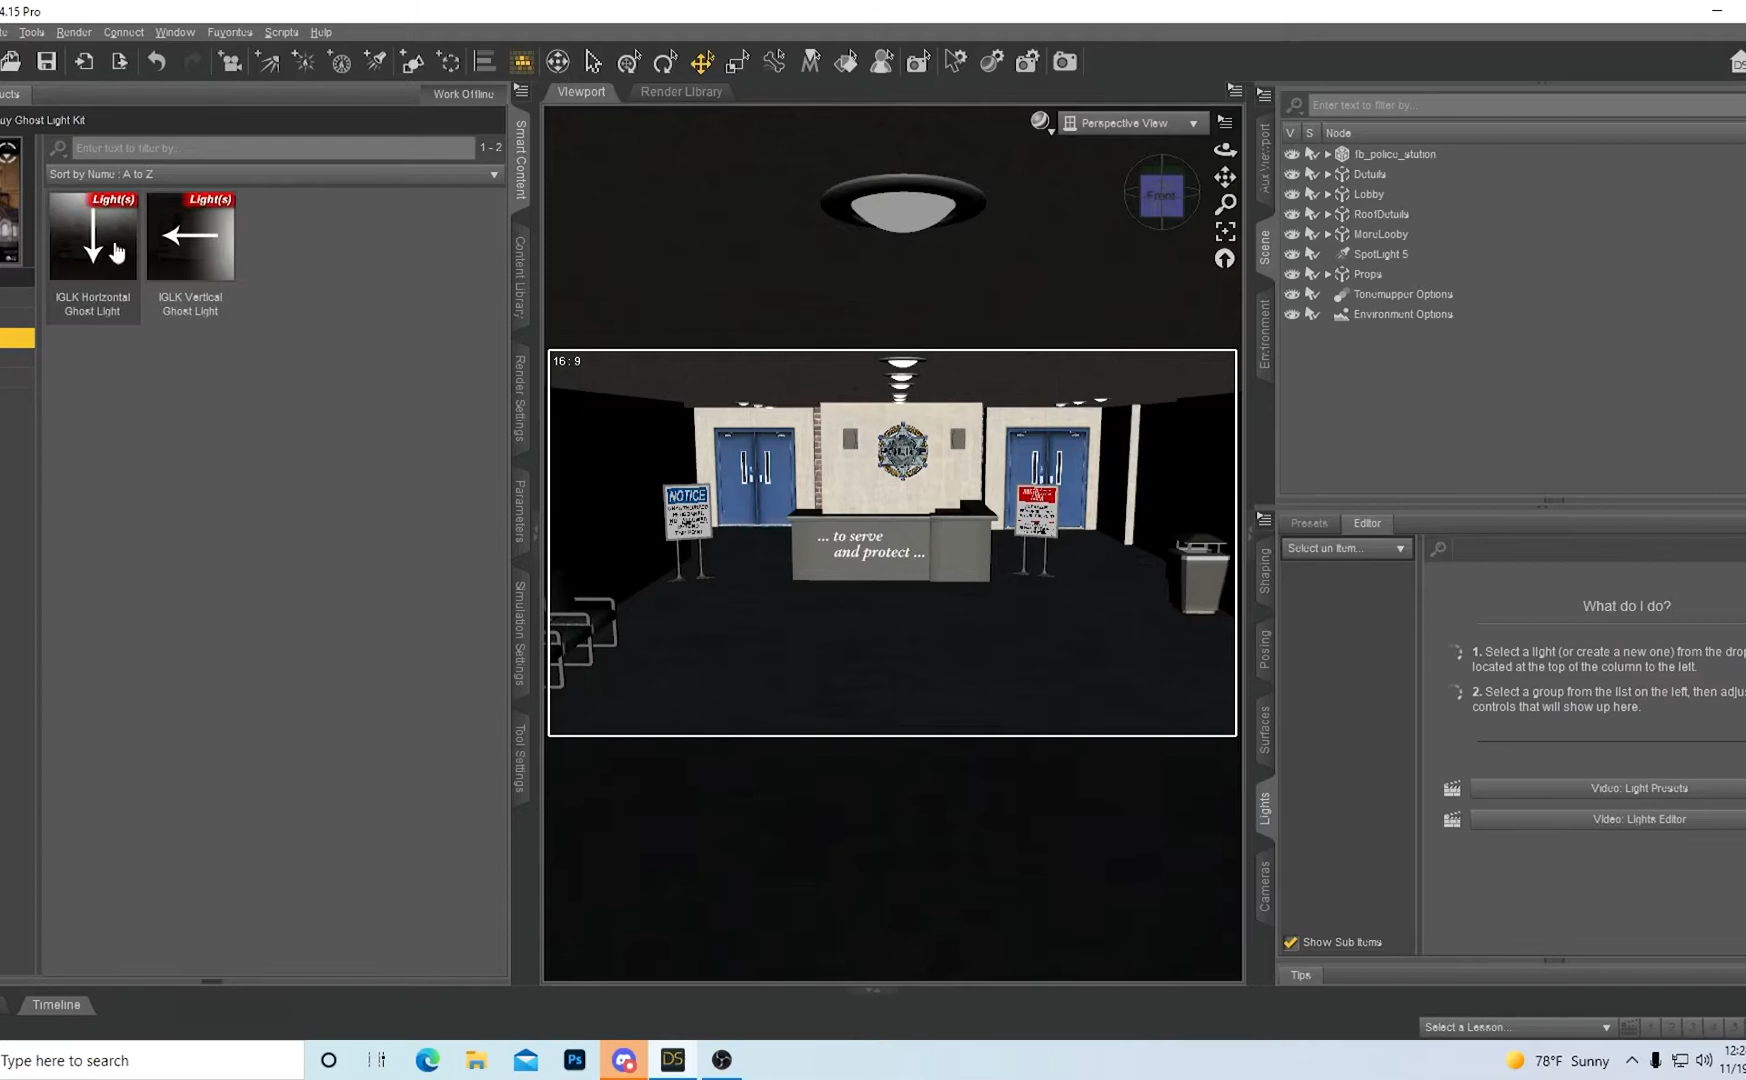 4.15 Pro
Tools Render Connect Window Favorites Scripts Help
Work Offline
Viewport
Render Library
Ghost Light Kit
Enter text to filter by...
1 - 2
Sort by Name : A to Z
Light(s)
Light(s)
IGLK Horizontal
Ghost Light
IGLK Vertical
Ghost Light
Smart Content
Content Library
Render Settings
Parameters
Simulation Settings
Tool Settings
Perspective View
Front
16 : 9
NOTICE
... to serve
and protect ...
Aux Viewport
Scene
Environment
Enter text to filter by...
V S Node
fb_police_station
Details
Lobby
RoofDetails
MoreLooby
SpotLight 5
Props
Tonemapper Options
Environment Options
Shaping
Posing
Surfaces
Lights
Cameras
Presets
Editor
Select an Item...
What do I do?
1. Select a light (or create a new one) from the
located at the top of the column to the left.
2. Select a group from the list on the left, then
controls that will show up here.
Video: Light Presets
Video: Lights Editor
Show Sub Items
Tips
Timeline
Select a Lesson...
1 2 3 4
Type here to search
Ps
DS
78°F Sunny